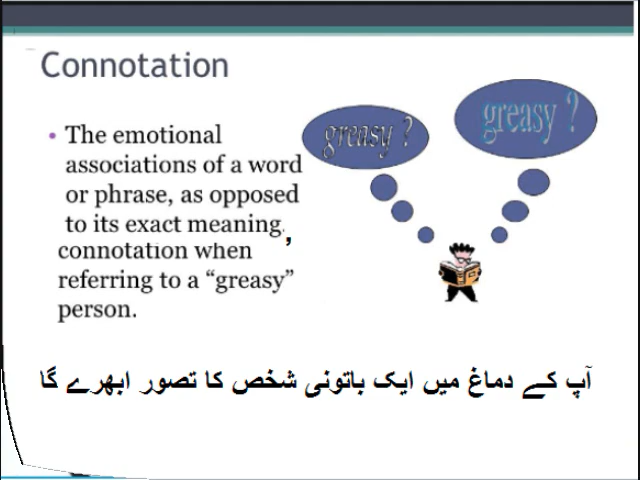 Connotation
• The emotional
associations of a word
or phrase, as opposed
to its exact meaning,
connotation when
referring to a “greasy”
person.
greasy ?
greasy ?
آپ کے دماغ میں ایک باتونی شخص کا تصور ابھرے گا